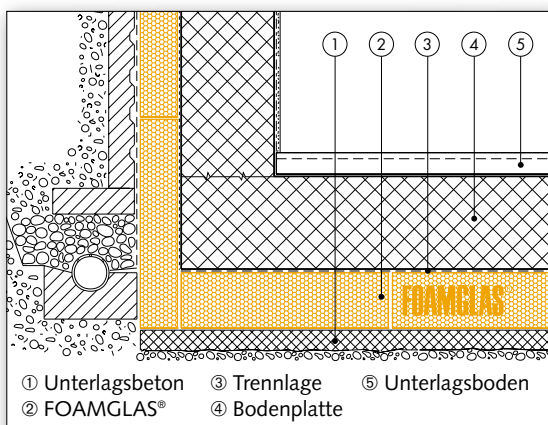 ① ② ③ ④ ⑤
FOAMGLAS®
① Unterlagsbeton ③ Trennlage ⑤ Unterlagsboden
② FOAMGLAS® ④ Bodenplatte